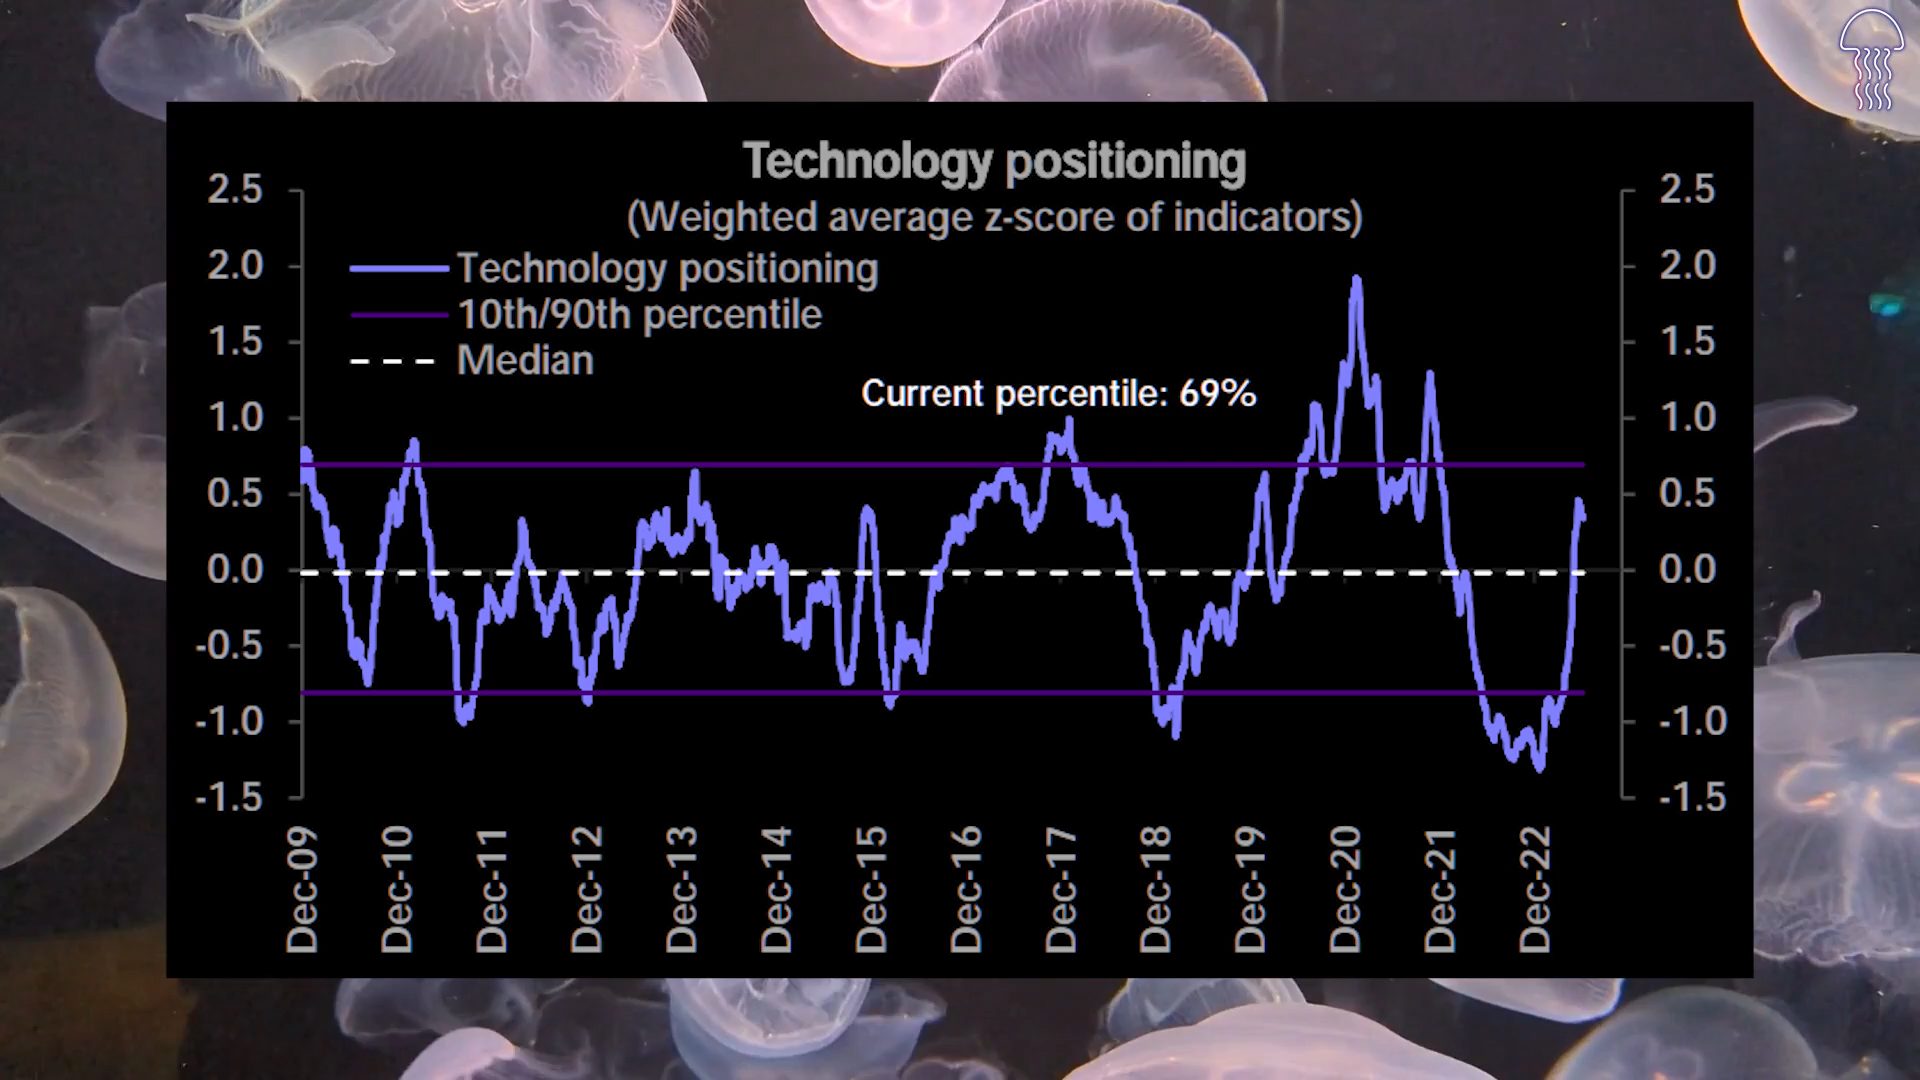 Technology positioning
(Weighted average z-score of indicators)
Technology positioning
10th/90th percentile
Median
Current percentile: 69%
2.5
2.0
1.5
1.0
0.5
0.0
-0.5
-1.0
-1.5
2.5
2.0
1.5
1.0
0.5
0.0
-0.5
-1.0
-1.5
Dec-09
Dec-10
Dec-11
Dec-12
Dec-13
Dec-14
Dec-15
Dec-16
Dec-17
Dec-18
Dec-19
Dec-20
Dec-21
Dec-22